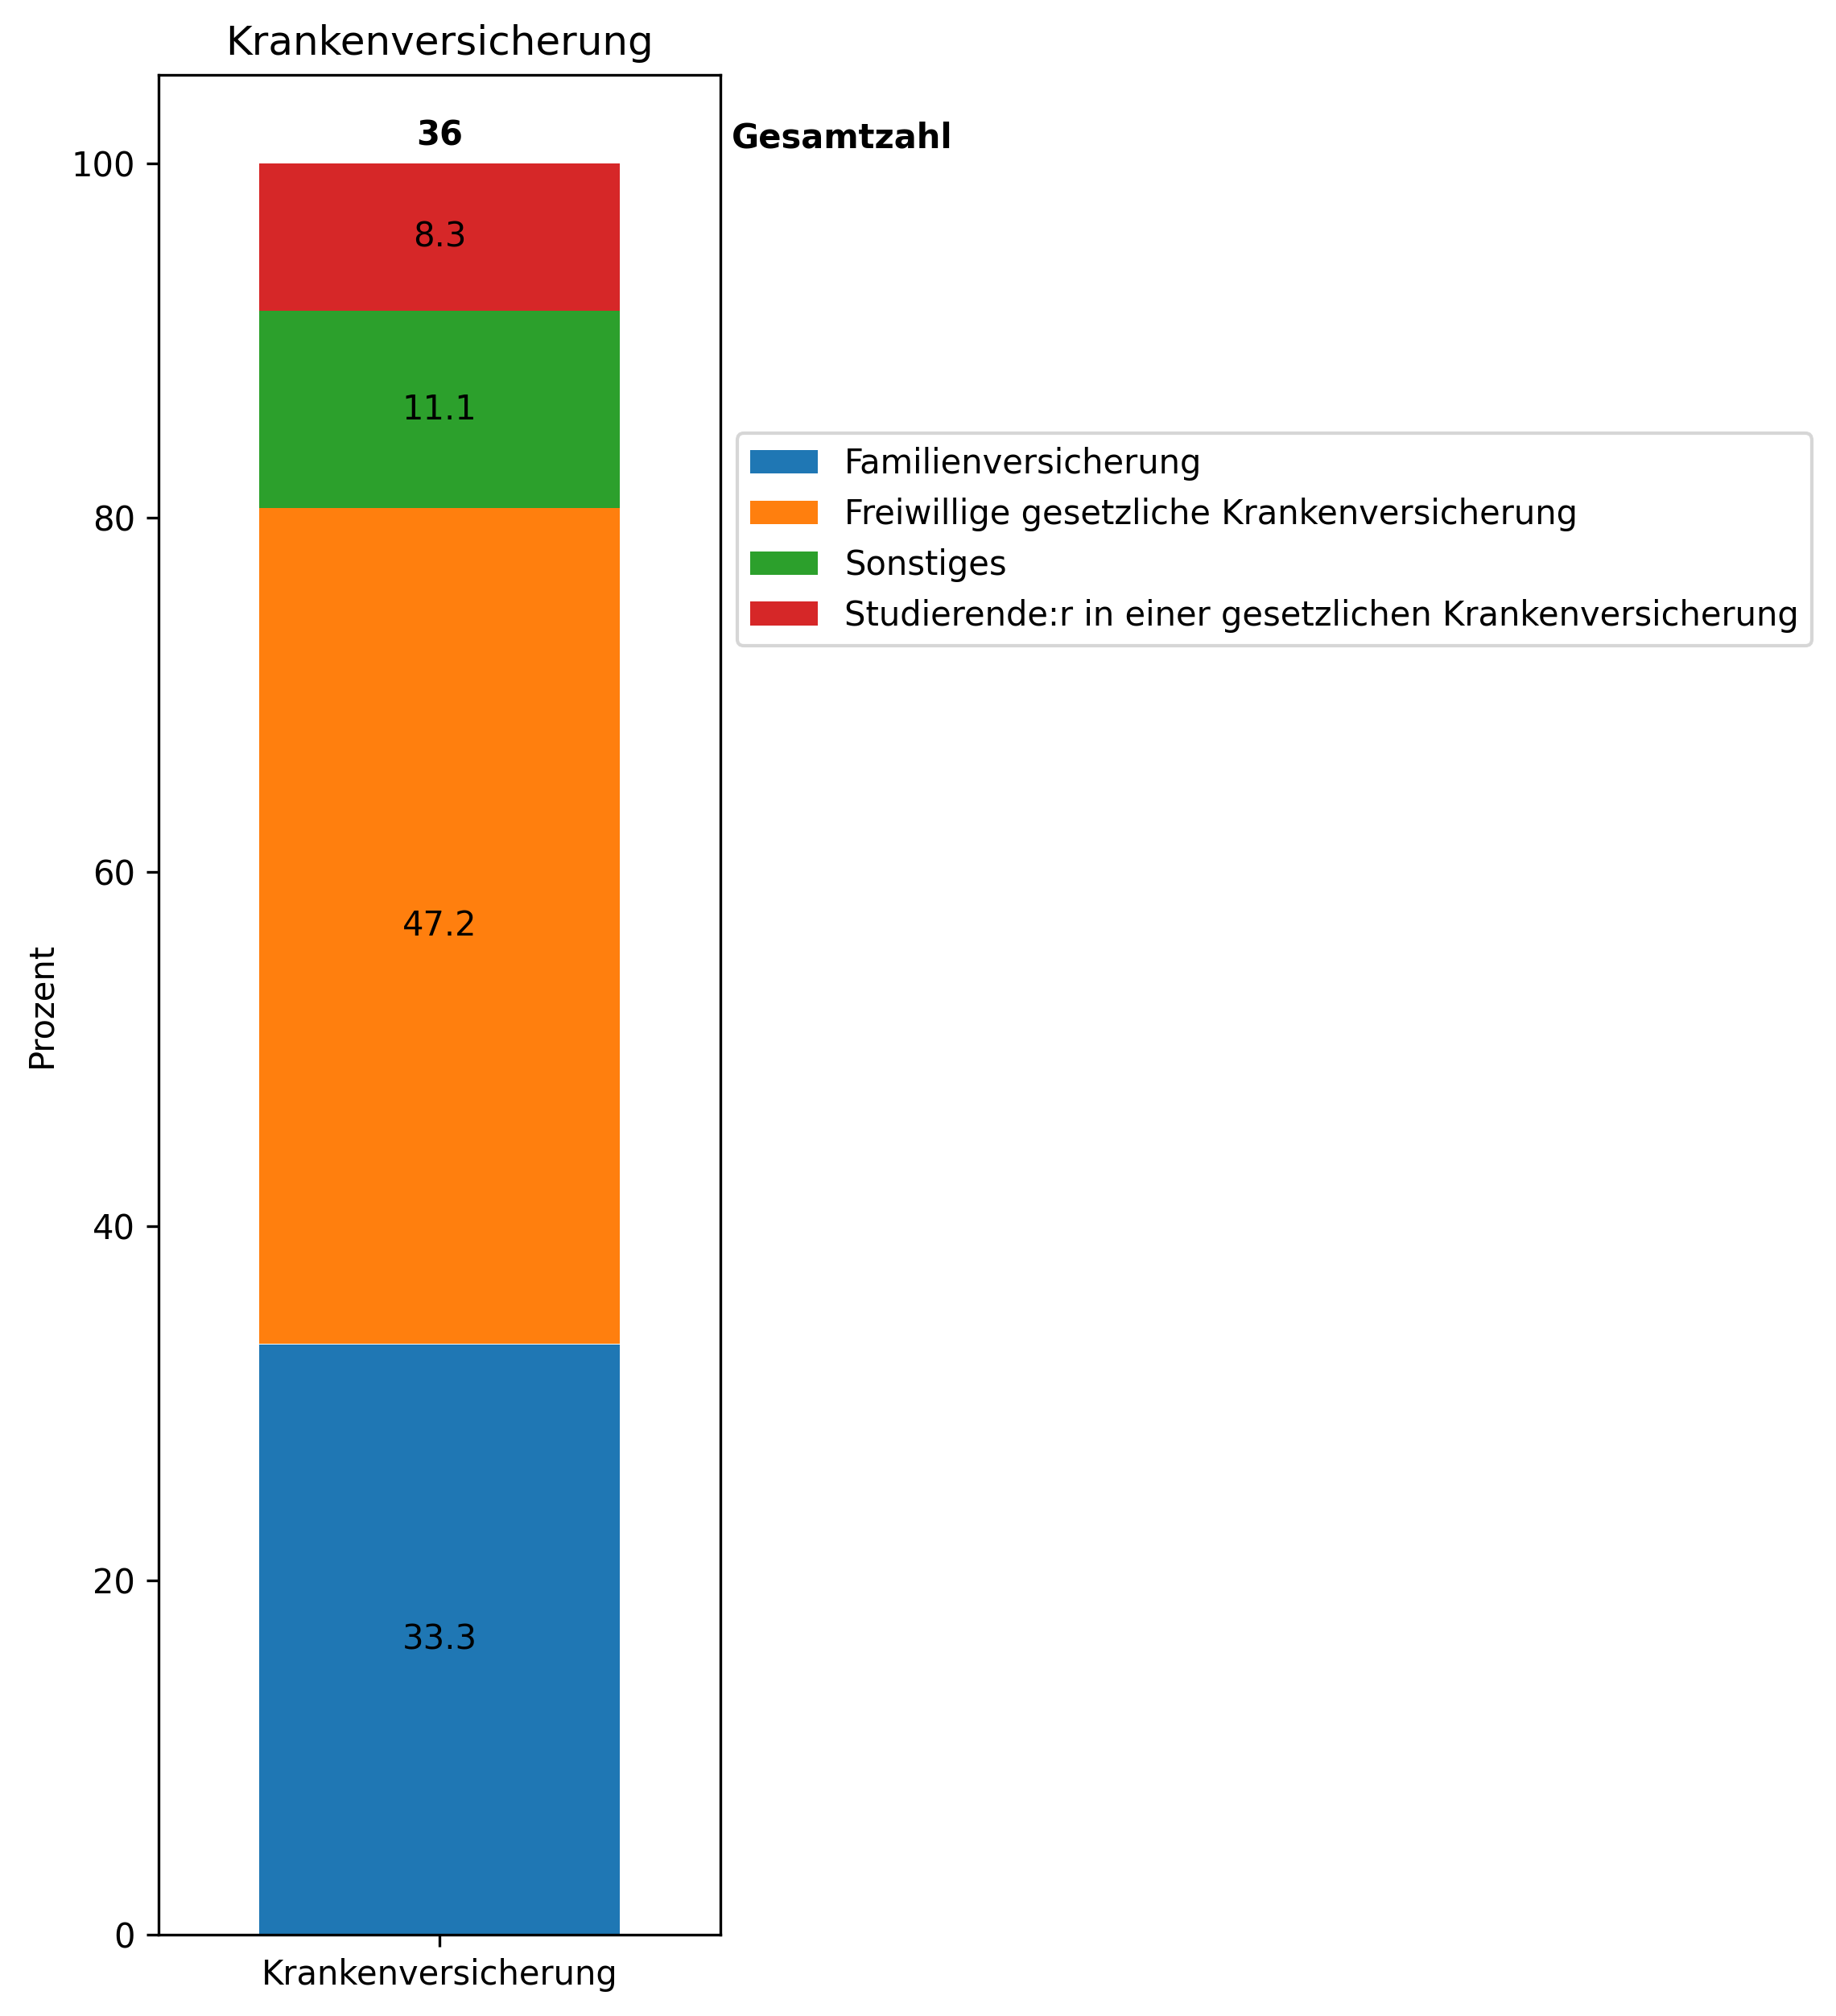 Krankenversicherung
36
Gesamtzahl
100
8.3
11.1
Familienversicherung
Freiwillige gesetzliche Krankenversicherung
Sonstiges
Studierende:r in einer gesetzlichen Krankenversicherung
80
60
47.2
Prozent
40
20
33.3
0
Krankenversicherung